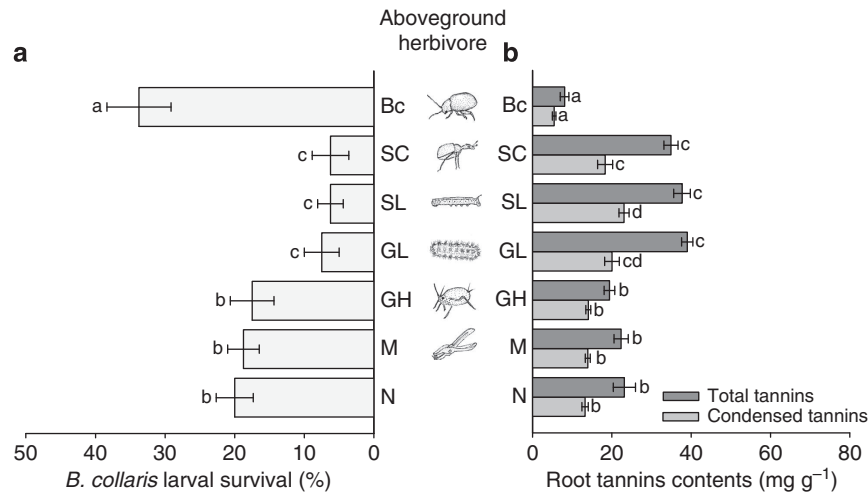 Aboveground
herbivore
a
b
a Bc
c SC
c SL
c GL
b GH
b M
b N
50 40 30 20 10 0
B. collaris larval survival (%)
Bc a
a
SC c
c
SL c
d
GL c
cd
GH b
b
M b
b
N b
b
Total tannins
Condensed tannins
0 20 40 60 80
Root tannins contents (mg g–1)